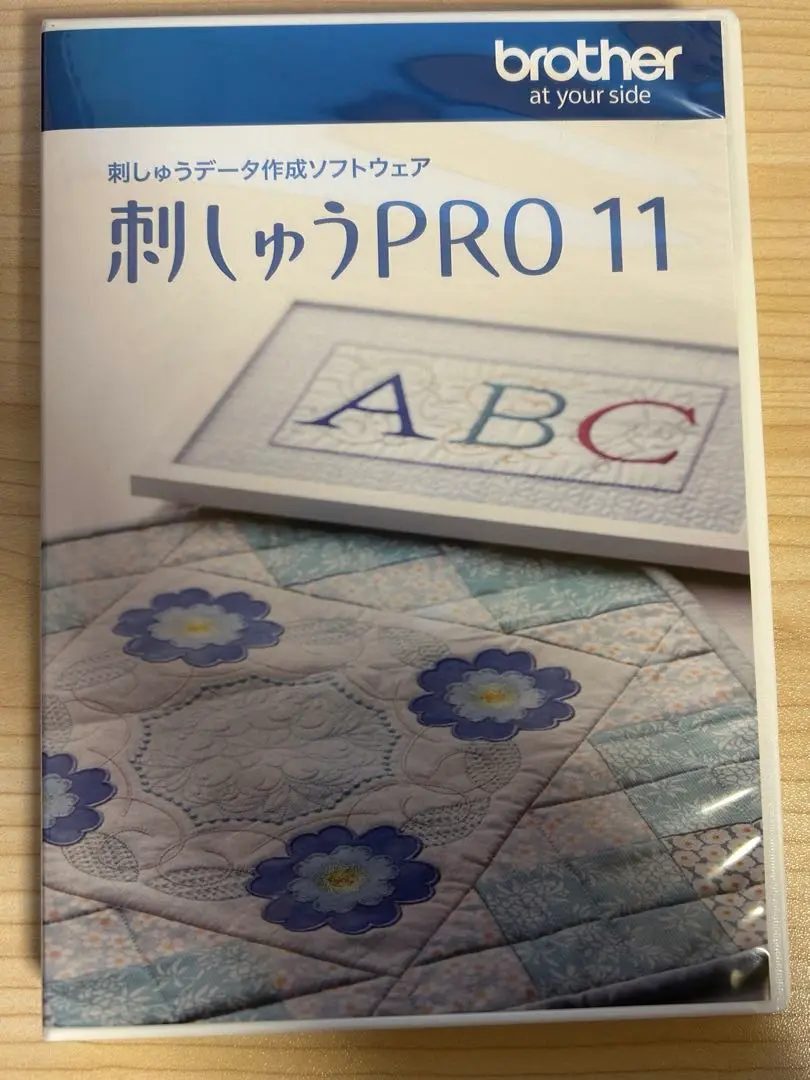 brother
at your side
刺しゅうデータ作成ソフトウェア
刺しゅうPRO 11
ABC